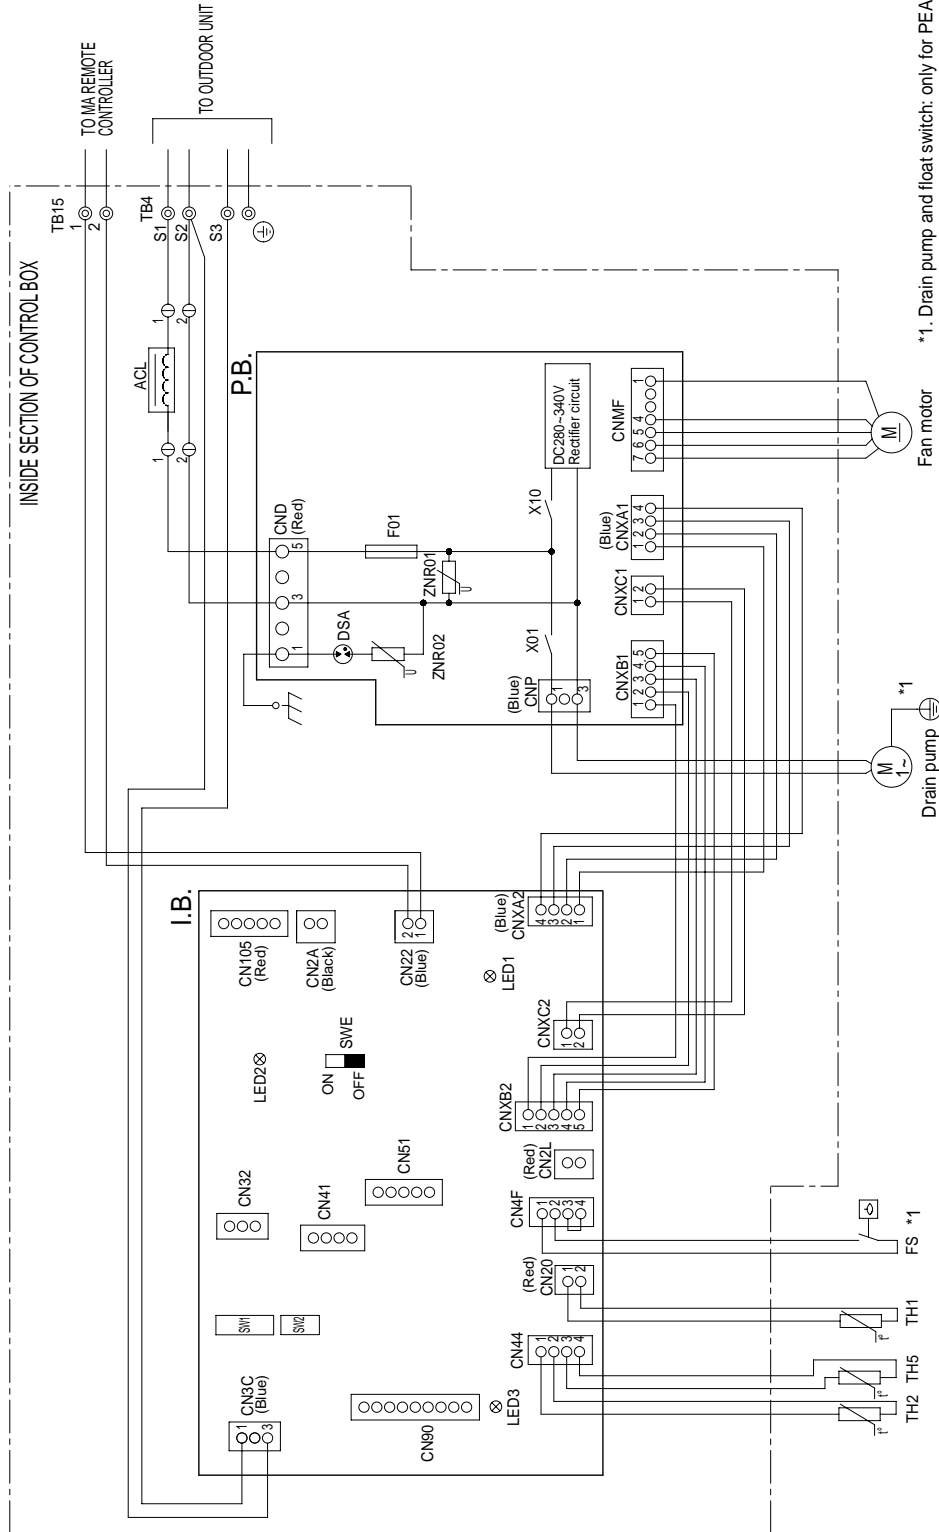 INSIDE SECTION OF CONTROL BOX
TB15
1
2
TO MA REMOTE
CONTROLLER
TB4
S1
S2
S3
TO OUTDOOR UNIT
ACL
1
2
1
2
P.B.
CND
(Red)
1
3
5
F01
DSA
ZNR01
U
ZNR02
U
X10
X01
DC280~340V
Rectifier circuit
(Blue)
CNP
1
3
CNXB1
1 2 3 4 5
CNXC1
1 2
(Blue)
CNXA1
1 2 3 4
CNMF
7 6 5 4 1
M
Fan motor
M
1~
*1
Drain pump
*1. Drain pump and float switch: only for PEA
I.B.
CN105
(Red)
CN2A
(Black)
CN22
(Blue)
2
1
LED1
(Blue)
CNXA2
4
3
2
1
LED2
ON
OFF
SWE
CNXC2
1
2
CNXB2
1
2
3
4
5
CN32
CN41
CN51
(Red)
CN2L
CN4F
1
2
3
4
SW1
SW2
(Red)
CN20
1
2
CN44
1
2
3
4
CN3C
(Blue)
1
3
CN90
LED3
t°
TH2
t°
TH5
t°
TH1
FS *1